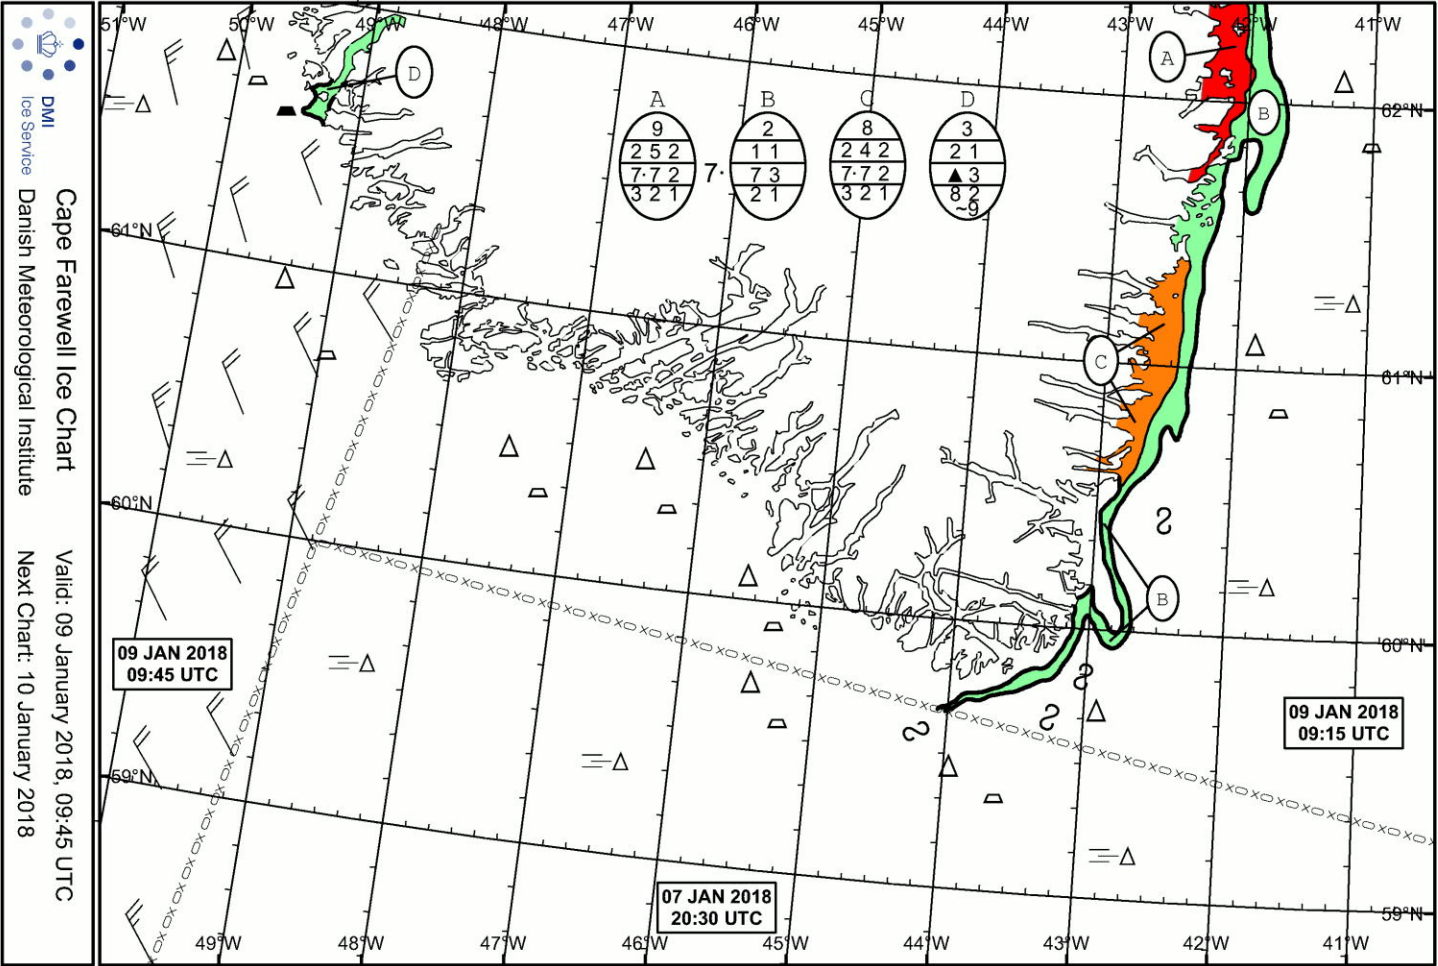 DMI
Ice Service
Cape Farewell Ice Chart
Danish Meteorological Institute
Valid: 09 January 2018, 09:45 UTC
Next Chart: 10 January 2018
51°W
50°W
49°W
48°W
47°W
46°W
45°W
44°W
43°W
42°W
41°W
D
A
B
62°N
A B C D
9
2 5 2
7·7 2
3 2 1
7·
2
1 1
7 3
2 1
8
2 4 2
7·7 2
3 2 1
3
2 1
▲ 3
8 2
~9
61°N
C
61°N
60°N
B
60°N
09 JAN 2018
09:45 UTC
09 JAN 2018
09:15 UTC
59°N
07 JAN 2018
20:30 UTC
59°N
49°W
48°W
47°W
46°W
45°W
44°W
43°W
42°W
41°W